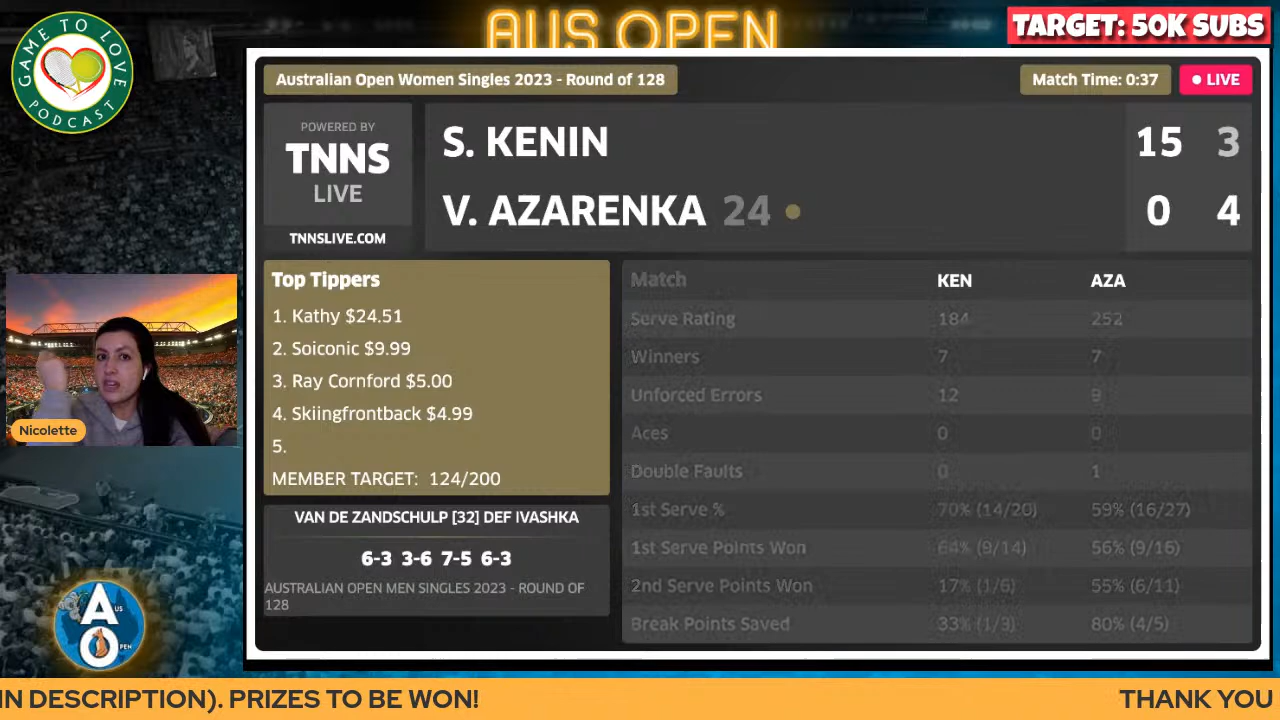 AUS OPEN
TARGET: 50K SUBS
GAME TO LOVE
PODCAST
Australian Open Women Singles 2023 - Round of 128
Match Time: 0:37
LIVE
POWERED BY
TNNS
LIVE
TNNSLIVE.COM
S. KENIN 15 3
V. AZARENKA 24 0 4
Top Tippers
1. Kathy $24.51
2. Soiconic $9.99
3. Ray Cornford $5.00
4. Skiingfrontback $4.99
5.
MEMBER TARGET: 124/200
VAN DE ZANDSCHULP [32] DEF IVASHKA
6-3 3-6 7-5 6-3
AUSTRALIAN OPEN MEN SINGLES 2023 - ROUND OF
128
Match KEN AZA
Serve Rating 184 252
Winners 7 7
Unforced Errors 12 9
Aces 0 0
Double Faults 0 1
1st Serve % 70% (14/20) 59% (16/27)
1st Serve Points Won 64% (9/14) 56% (9/16)
2nd Serve Points Won 17% (1/6) 55% (6/11)
Break Points Saved 33% (1/3) 80% (4/5)
Nicolette
AUS
OPEN
IN DESCRIPTION). PRIZES TO BE WON! THANK YOU